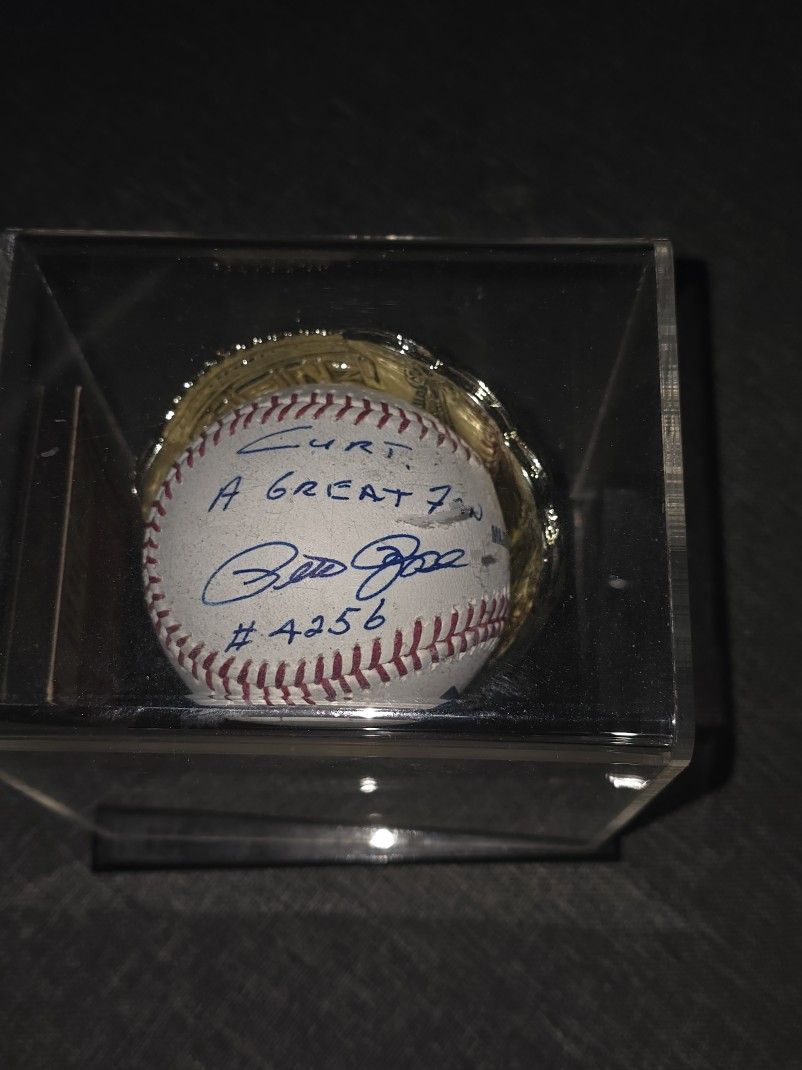 CURT.
A GREAT FAN
Pete Rose
# 4256